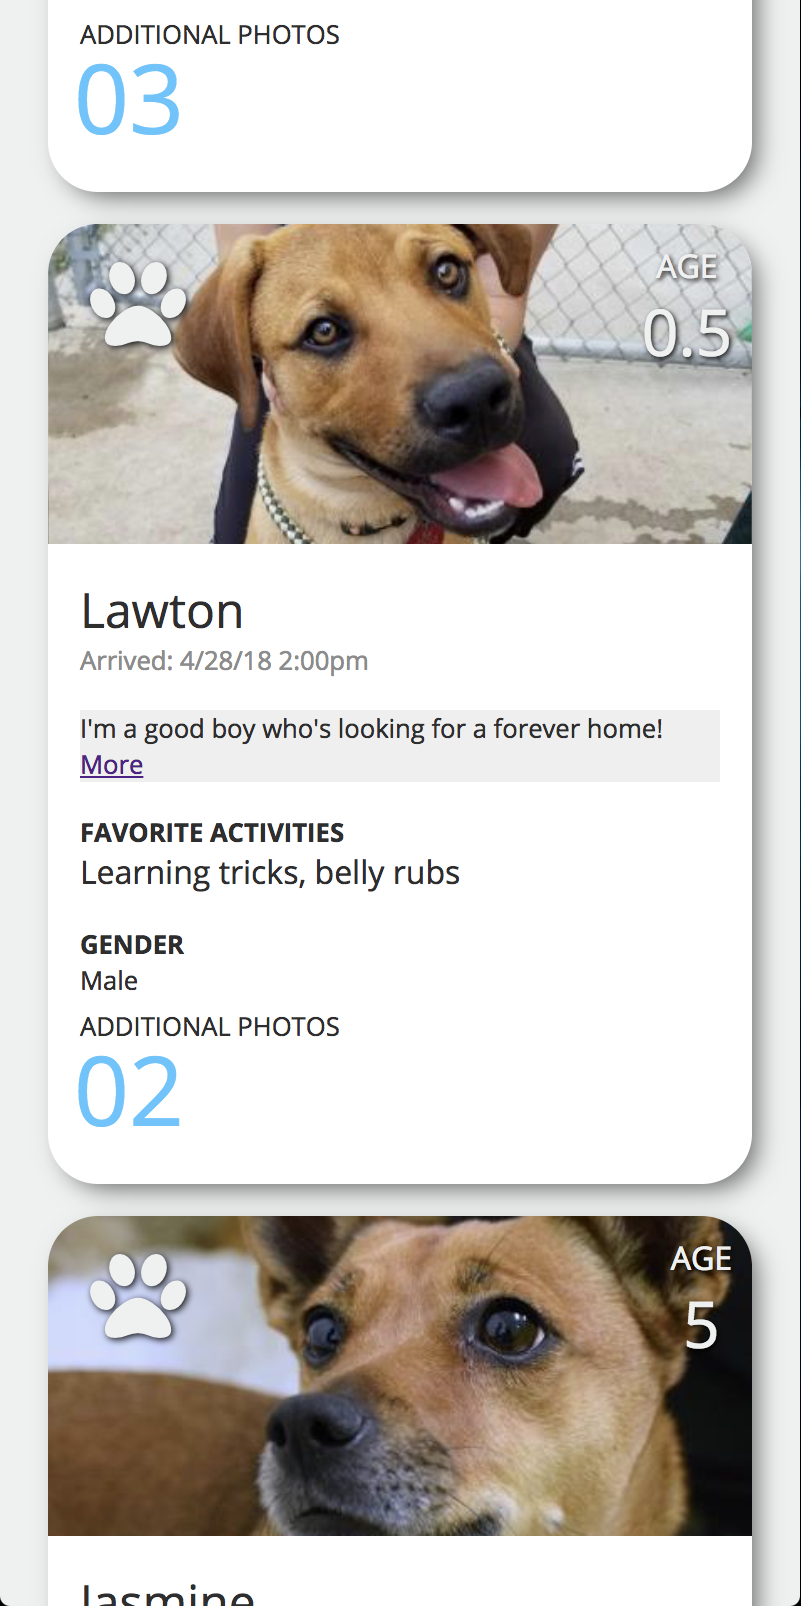 ADDITIONAL PHOTOS
03
AGE
0.5
Lawton
Arrived: 4/28/18 2:00pm
I'm a good boy who's looking for a forever home!
More
FAVORITE ACTIVITIES
Learning tricks, belly rubs
GENDER
Male
ADDITIONAL PHOTOS
02
AGE
5
Jasmine